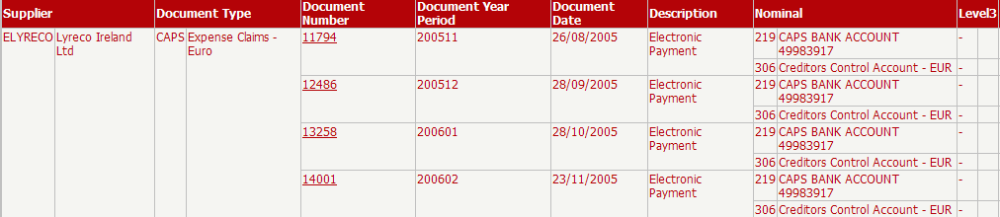 Supplier Document Type Document Number Document Year Period Document Date Description Nominal Level3
ELYRECO Lyreco Ireland Ltd CAPS Expense Claims - Euro 11794 200511 26/08/2005 Electronic Payment 219 CAPS BANK ACCOUNT 49983917 -
306 Creditors Control Account - EUR -
12486 200512 28/09/2005 Electronic Payment 219 CAPS BANK ACCOUNT 49983917 -
306 Creditors Control Account - EUR -
13258 200601 28/10/2005 Electronic Payment 219 CAPS BANK ACCOUNT 49983917 -
306 Creditors Control Account - EUR -
14001 200602 23/11/2005 Electronic Payment 219 CAPS BANK ACCOUNT 49983917 -
306 Creditors Control Account - EUR -